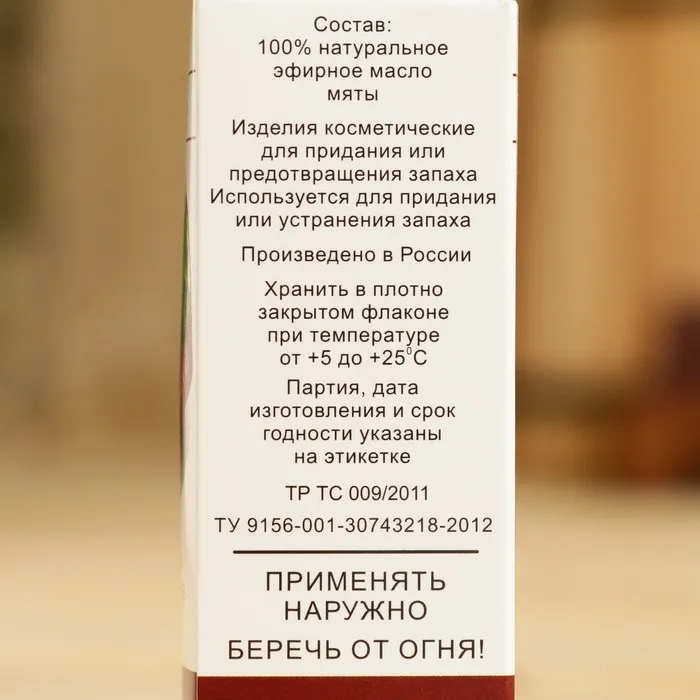 Состав:
100% натуральное
эфирное масло
мяты
Изделия косметические
для придания или
предотвращения запаха
Используется для придания
или устранения запаха
Произведено в России
Хранить в плотно
закрытом флаконе
при температуре
от +5 до +25⁰С
Партия, дата
изготовления и срок
годности указаны
на этикетке
ТР ТС 009/2011
ТУ 9156-001-30743218-2012
ПРИМЕНЯТЬ
НАРУЖНО
БЕРЕЧЬ ОТ ОГНЯ!